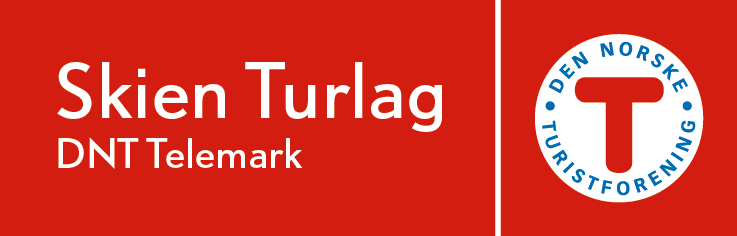 Skien Turlag
DNT Telemark
DEN NORSKE
TURISTFORENING
T